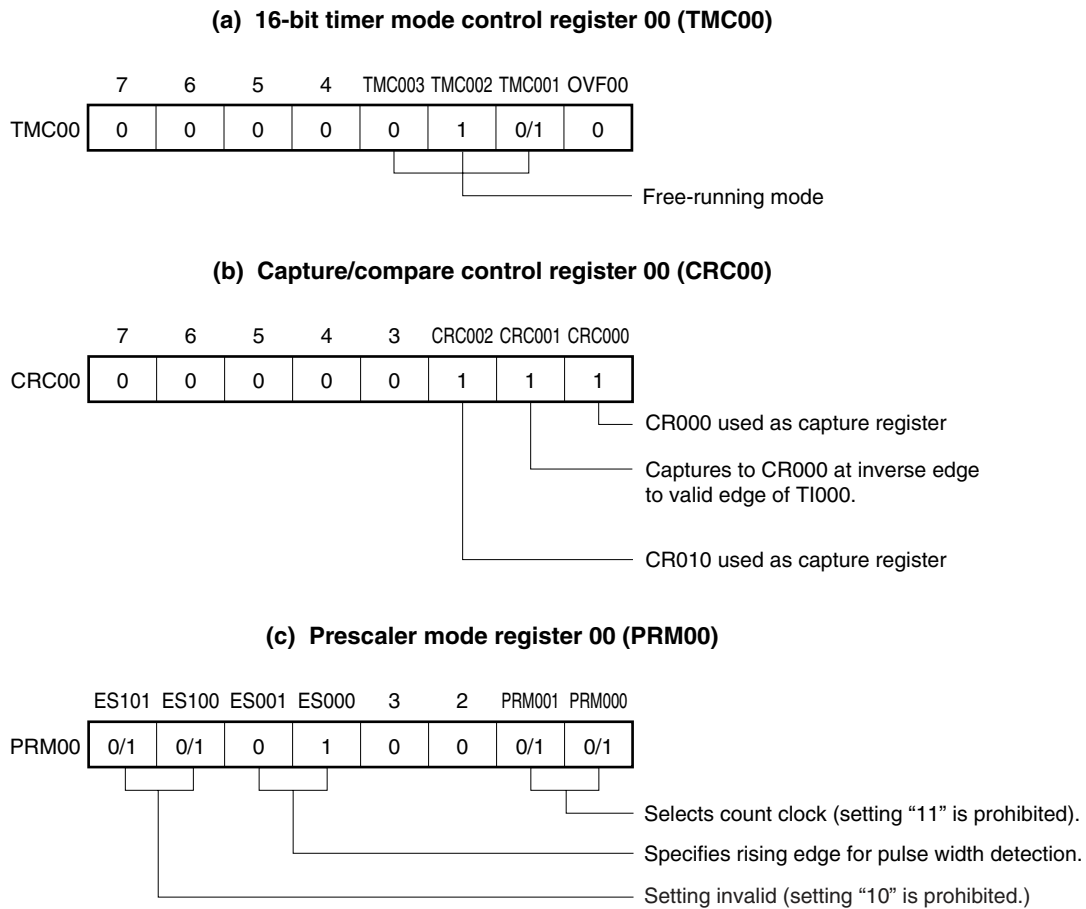 (a) 16-bit timer mode control register 00 (TMC00)
7 6 5 4 TMC003 TMC002 TMC001 OVF00
TMC00 0 0 0 0 0 1 0/1 0
Free-running mode
(b) Capture/compare control register 00 (CRC00)
7 6 5 4 3 CRC002 CRC001 CRC000
CRC00 0 0 0 0 0 1 1 1
CR000 used as capture register
Captures to CR000 at inverse edge
to valid edge of TI000.
CR010 used as capture register
(c) Prescaler mode register 00 (PRM00)
ES101 ES100 ES001 ES000 3 2 PRM001 PRM000
PRM00 0/1 0/1 0 1 0 0 0/1 0/1
Selects count clock (setting “11” is prohibited).
Specifies rising edge for pulse width detection.
Setting invalid (setting “10” is prohibited.)